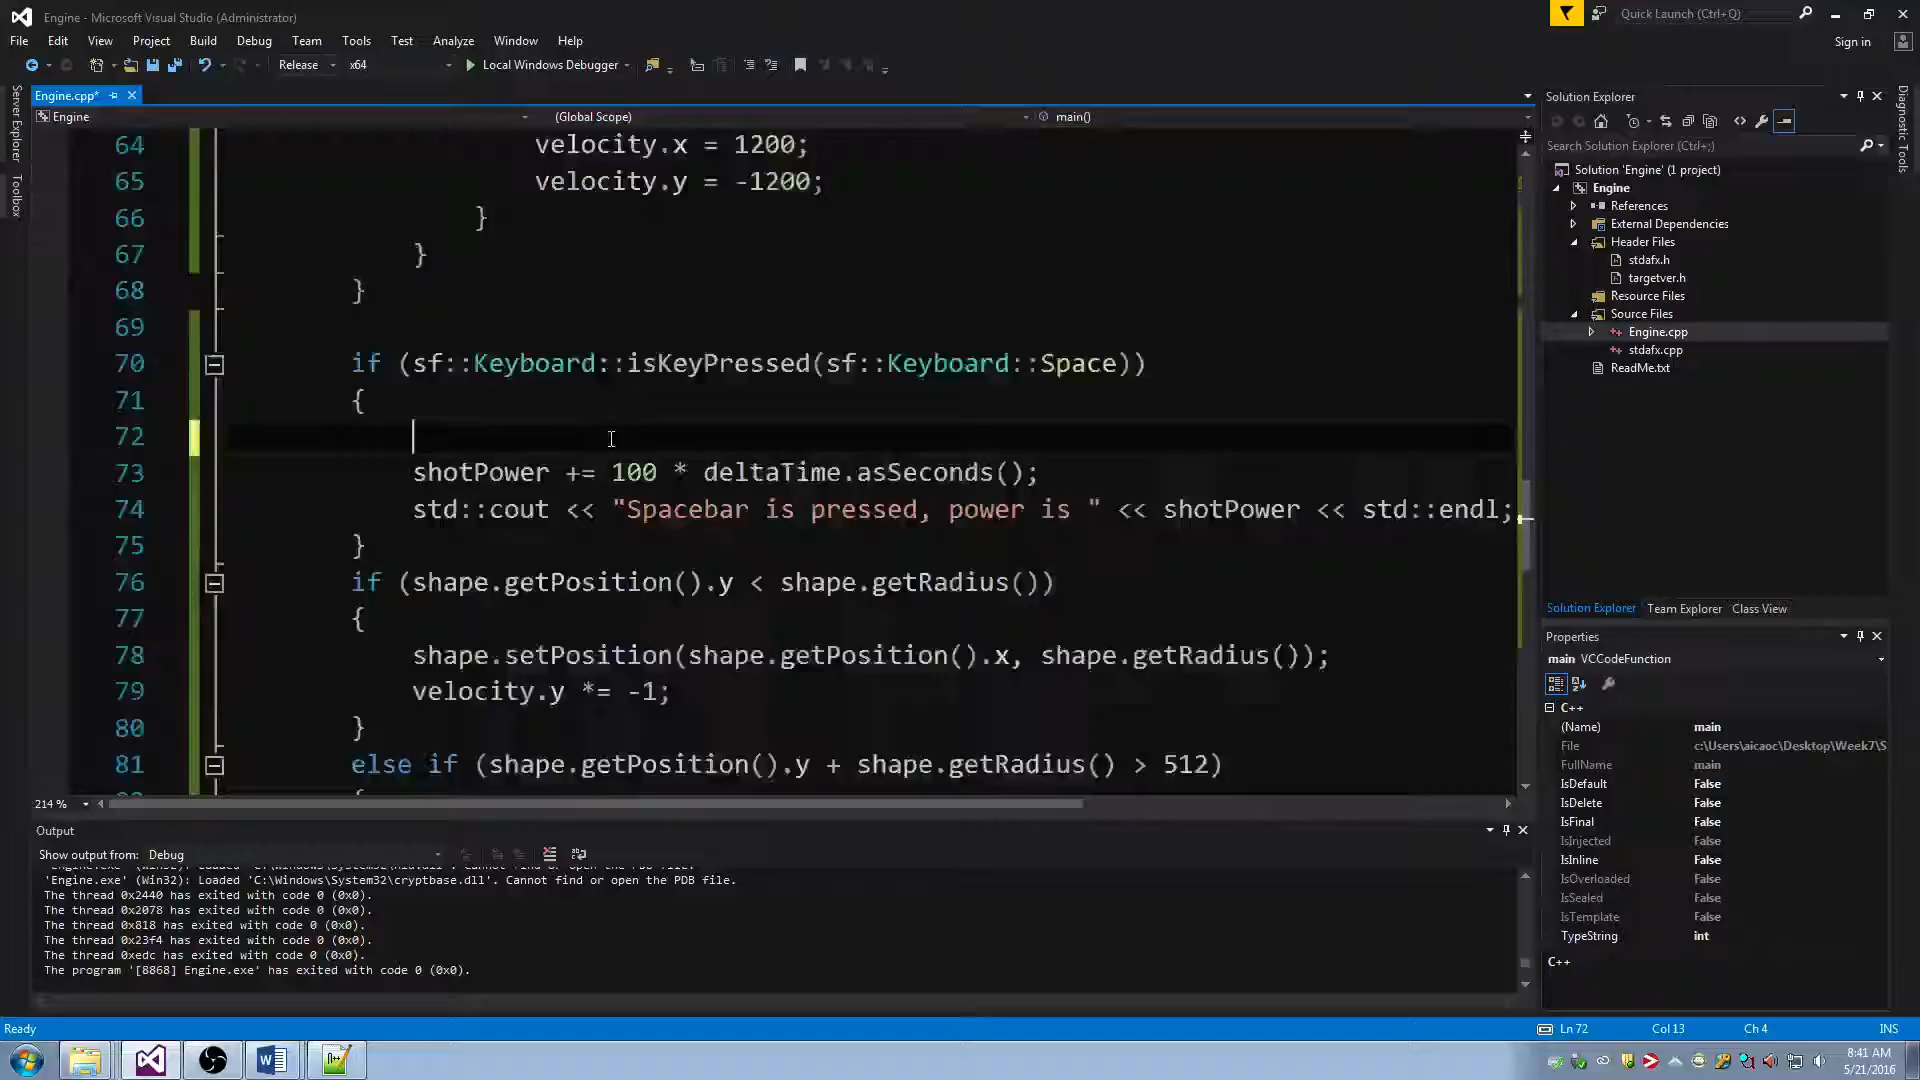 Engine - Microsoft Visual Studio (Administrator)
Quick Launch (Ctrl+Q)
File Edit View Project Build Debug Team Tools Test Analyze Window Help
Sign in
Release x64 Local Windows Debugger
Server Explorer
Toolbox
Engine.cpp*
Engine (Global Scope) main()
64 velocity.x = 1200;
65 velocity.y = -1200;
66 }
67 }
68 }
69
70 if (sf::Keyboard::isKeyPressed(sf::Keyboard::Space))
71 {
72
73 shotPower += 100 * deltaTime.asSeconds();
74 std::cout << "Spacebar is pressed, power is " << shotPower << std::endl;
75 }
76 if (shape.getPosition().y < shape.getRadius())
77 {
78 shape.setPosition(shape.getPosition().x, shape.getRadius());
79 velocity.y *= -1;
80 }
81 else if (shape.getPosition().y + shape.getRadius() > 512)
214 %
Output
Show output from: Debug
'Engine.exe' (Win32): Loaded 'C:\Windows\System32\cryptbase.dll'. Cannot find or open the PDB file.
The thread 0x2440 has exited with code 0 (0x0).
The thread 0x2078 has exited with code 0 (0x0).
The thread 0x818 has exited with code 0 (0x0).
The thread 0x23f4 has exited with code 0 (0x0).
The thread 0xedc has exited with code 0 (0x0).
The program '[8868] Engine.exe' has exited with code 0 (0x0).
Solution Explorer
Search Solution Explorer (Ctrl+;)
Solution 'Engine' (1 project)
Engine
References
External Dependencies
Header Files
stdafx.h
targetver.h
Resource Files
Source Files
Engine.cpp
stdafx.cpp
ReadMe.txt
Solution Explorer Team Explorer Class View
Diagnostic Tools
Properties
main VCCodeFunction
C++
(Name) main
File c:\Users\aicaoc\Desktop\Week7\S
FullName main
IsDefault False
IsDelete False
IsFinal False
IsInjected False
IsInline False
IsOverloaded False
IsSealed False
IsTemplate False
TypeString int
C++
Ready Ln 72 Col 13 Ch 4 INS
8:41 AM
5/21/2016